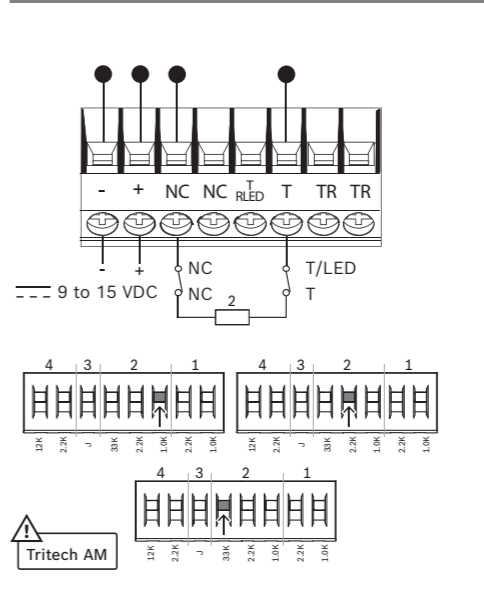 - + NC NC T RLED T TR TR
- + NC T/LED
9 to 15 VDC NC 2 T
4 3 2 1 4 3 2 1
12K 2.2K J 33K 2.2K 1.0K 2.2K 1.0K 12K 2.2K J 33K 2.2K 1.0K 2.2K 1.0K
4 3 2 1
12K 2.2K J 33K 2.2K 1.0K 2.2K 1.0K
!
Tritech AM